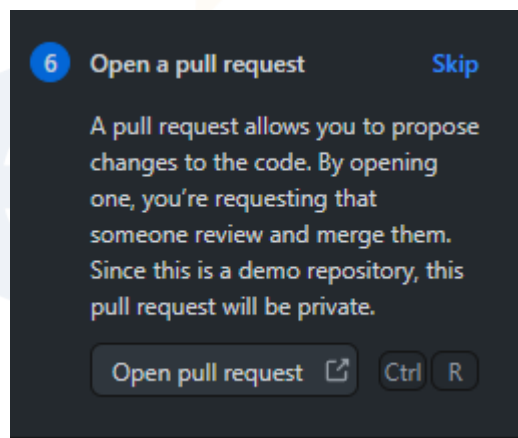 6 Open a pull request Skip
A pull request allows you to propose
changes to the code. By opening
one, you’re requesting that
someone review and merge them.
Since this is a demo repository, this
pull request will be private.
Open pull request Ctrl R